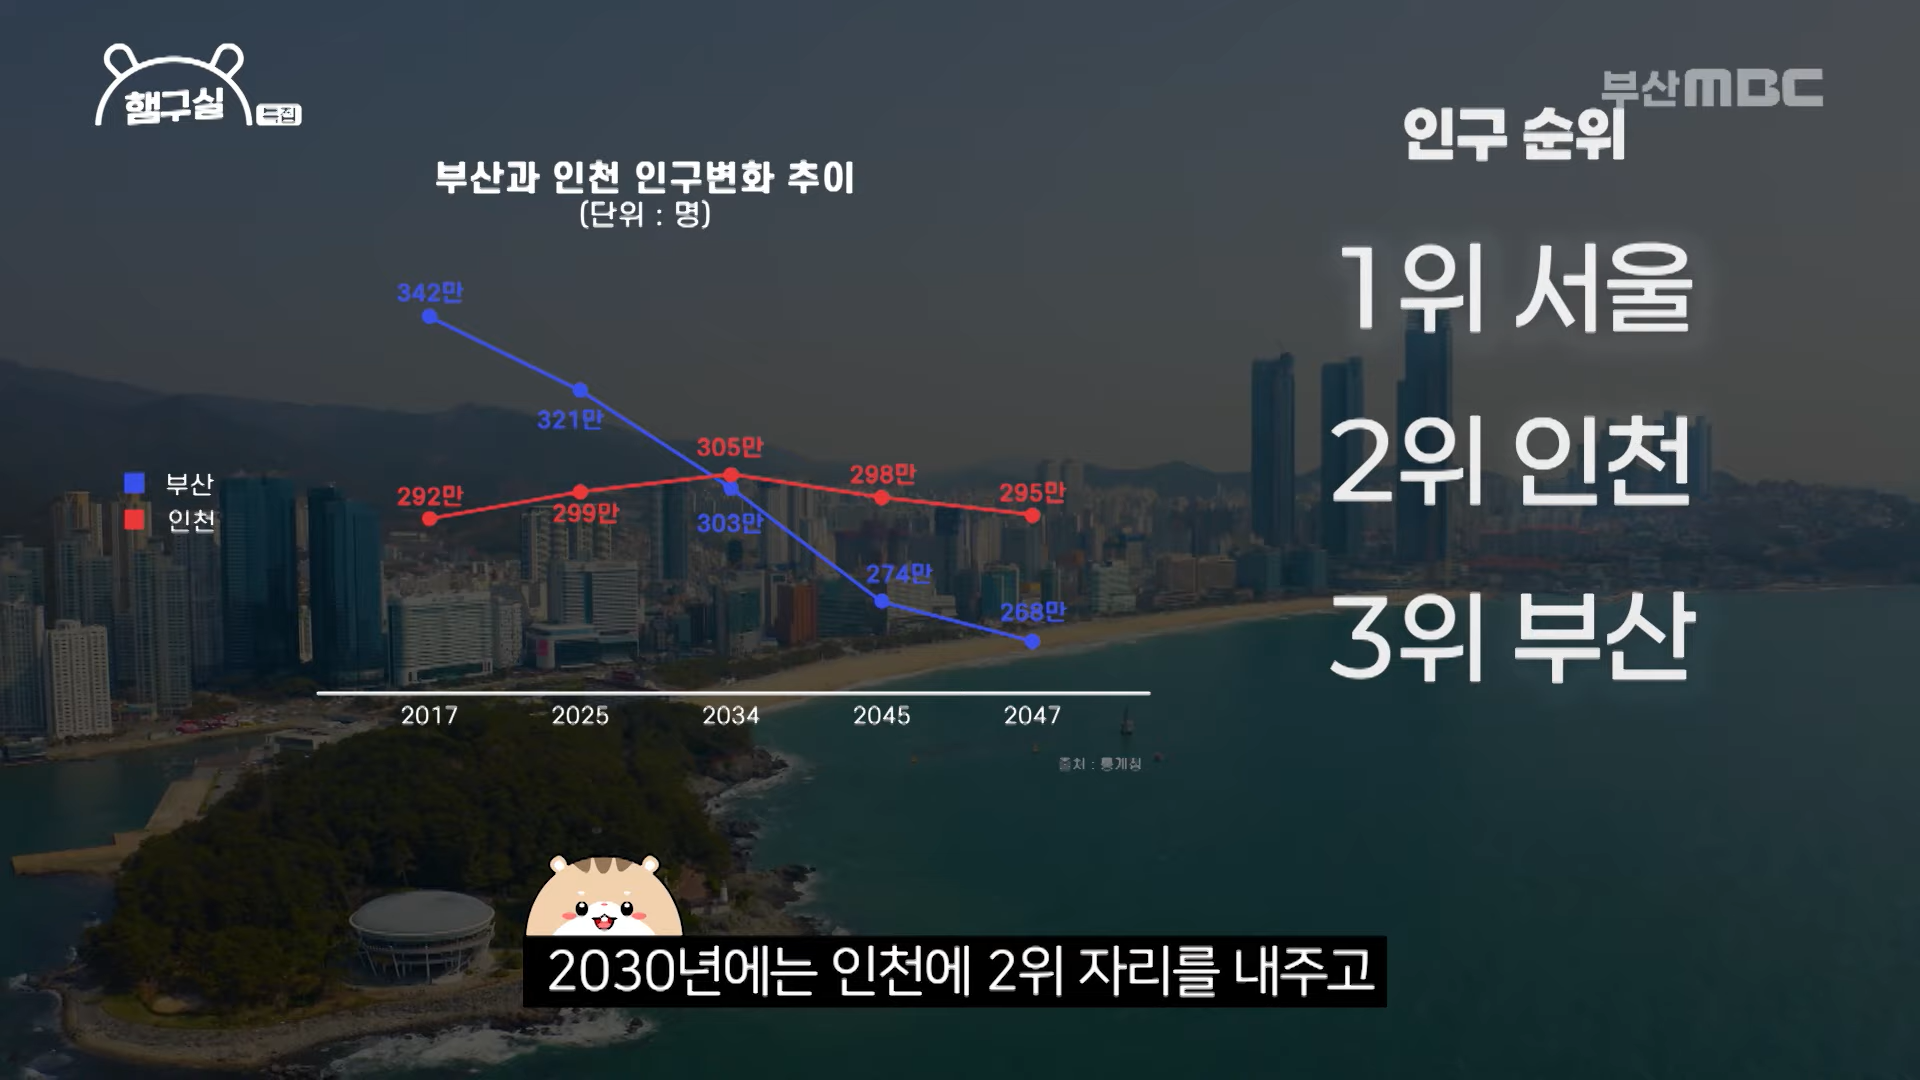 햄구실
특집
부산MBC
인구 순위
1위 서울
2위 인천
3위 부산
부산과 인천 인구변화 추이
(단위 : 명)
부산
인천
342만
321만
305만
303만
292만
299만
298만
295만
274만
268만
2017 2025 2034 2045 2047
출처 : 통계청
2030년에는 인천에 2위 자리를 내주고